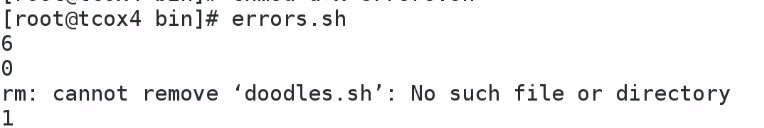 [root@tcox4 bin]# errors.sh
6
0
rm: cannot remove ‘doodles.sh’: No such file or directory
1